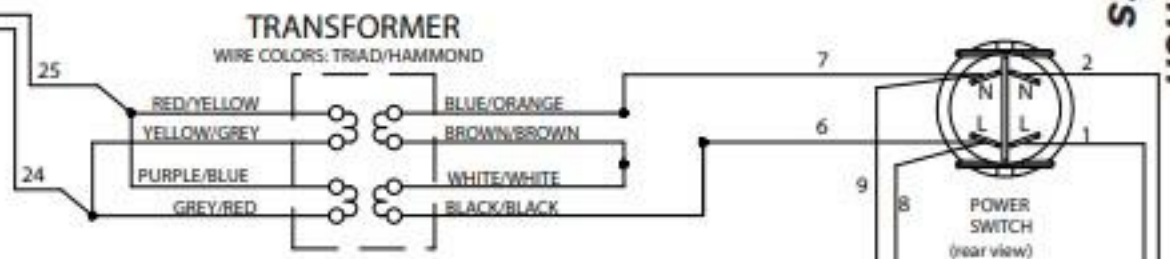 TRANSFORMER
WIRE COLORS: TRIAD/HAMMOND
25
7
2
RED/YELLOW
BLUE/ORANGE
N N
YELLOW/GREY
BROWN/BROWN
6
L L
1
24
PURPLE/BLUE
WHITE/WHITE
9
8
GREY/RED
BLACK/BLACK
POWER
SWITCH
(rear view)